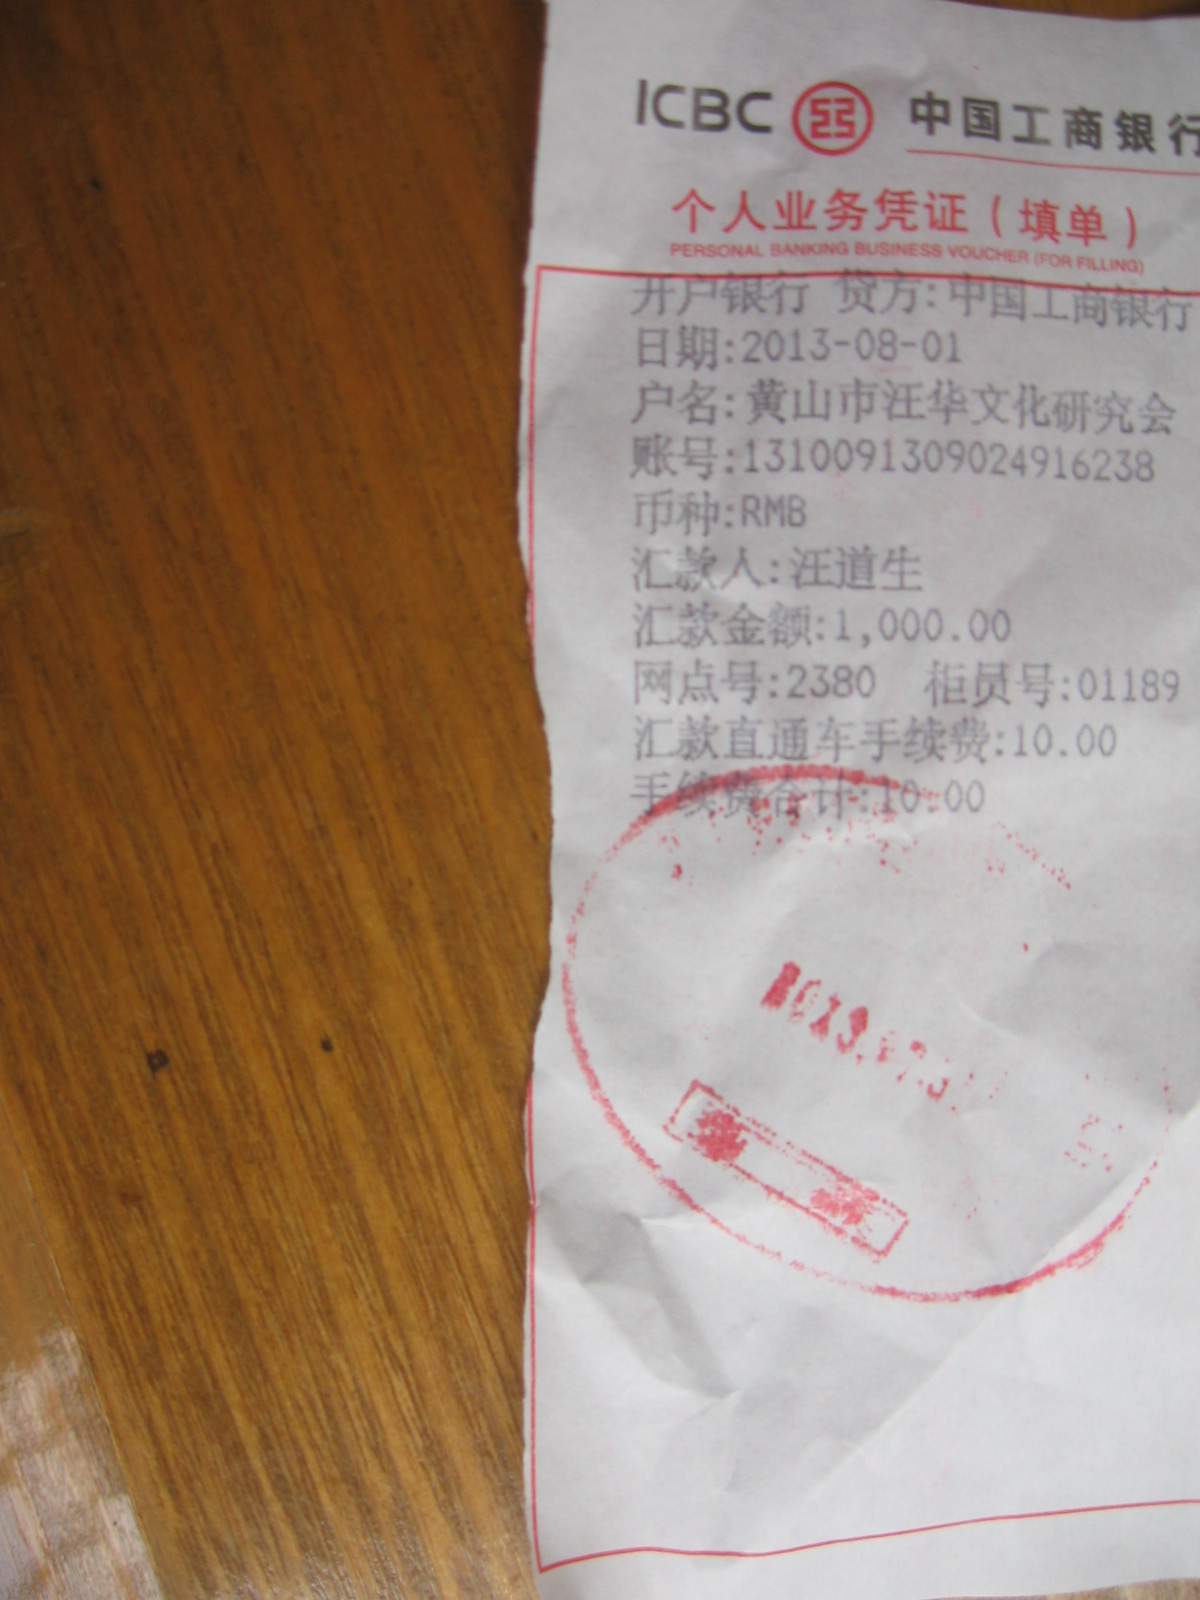 ICBC 中国工商银行
个人业务凭证（填单）
PERSONAL BANKING BUSINESS VOUCHER (FOR FILLING)
开户银行 贷方:中国工商银行
日期:2013-08-01
户名:黄山市汪华文化研究会
账号:1310091309024916238
币种:RMB
汇款人:汪道生
汇款金额:1,000.00
网点号:2380 柜员号:01189
汇款直通车手续费:10.00
手续费合计:10.00